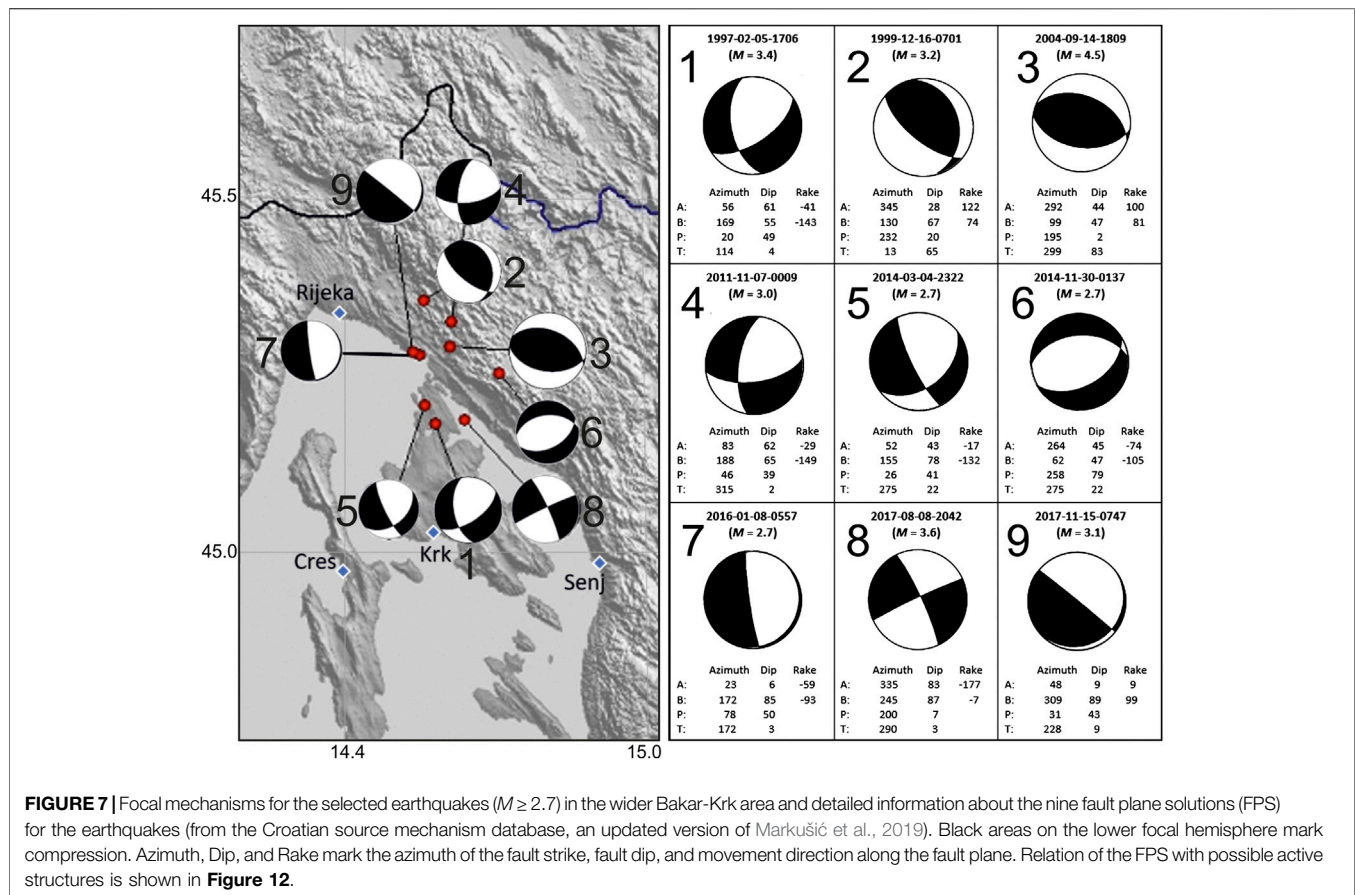 45.5
45.0
14.4
15.0
Rijeka
Cres
Krk
Senj
9
4
2
7
3
6
5
1
8
1997-02-05-1706
(M = 3.4)
1
Azimuth Dip Rake
A: 56 61 -41
B: 169 55 -143
P: 20 49
T: 114 4
1999-12-16-0701
(M = 3.2)
2
Azimuth Dip Rake
A: 345 28 122
B: 130 67 74
P: 232 20
T: 13 65
2004-09-14-1809
(M = 4.5)
3
Azimuth Dip Rake
A: 292 44 100
B: 99 47 81
P: 195 2
T: 299 83
2011-11-07-0009
(M = 3.0)
4
Azimuth Dip Rake
A: 83 62 -29
B: 188 65 -149
P: 46 39
T: 315 2
2014-03-04-2322
(M = 2.7)
5
Azimuth Dip Rake
A: 52 43 -17
B: 155 78 -132
P: 26 41
T: 275 22
2014-11-30-0137
(M = 2.7)
6
Azimuth Dip Rake
A: 264 45 -74
B: 62 47 -105
P: 258 79
T: 275 22
2016-01-08-0557
(M = 2.7)
7
Azimuth Dip Rake
A: 23 6 -59
B: 172 85 -93
P: 78 50
T: 172 3
2017-08-08-2042
(M = 3.6)
8
Azimuth Dip Rake
A: 335 83 -177
B: 245 87 -7
P: 200 7
T: 290 3
2017-11-15-0747
(M = 3.1)
9
Azimuth Dip Rake
A: 48 9 9
B: 309 89 99
P: 31 43
T: 228 9
FIGURE 7 | Focal mechanisms for the selected earthquakes (M ≥ 2.7) in the wider Bakar-Krk area and detailed information about the nine fault plane solutions (FPS)
for the earthquakes (from the Croatian source mechanism database, an updated version of Markušić et al., 2019). Black areas on the lower focal hemisphere mark
compression. Azimuth, Dip, and Rake mark the azimuth of the fault strike, fault dip, and movement direction along the fault plane. Relation of the FPS with possible active
structures is shown in Figure 12.